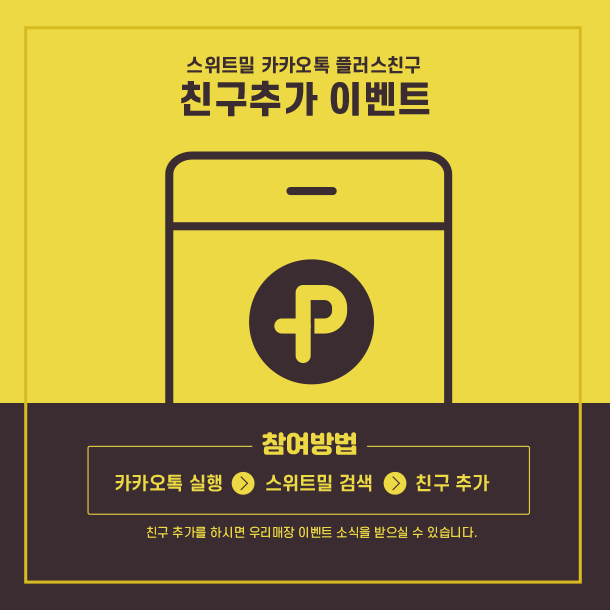 스위트밀 카카오톡 플러스친구
친구추가 이벤트
P
참여방법
카카오톡 실행 > 스위트밀 검색 > 친구 추가
친구 추가를 하시면 우리매장 이벤트 소식을 받으실 수 있습니다.